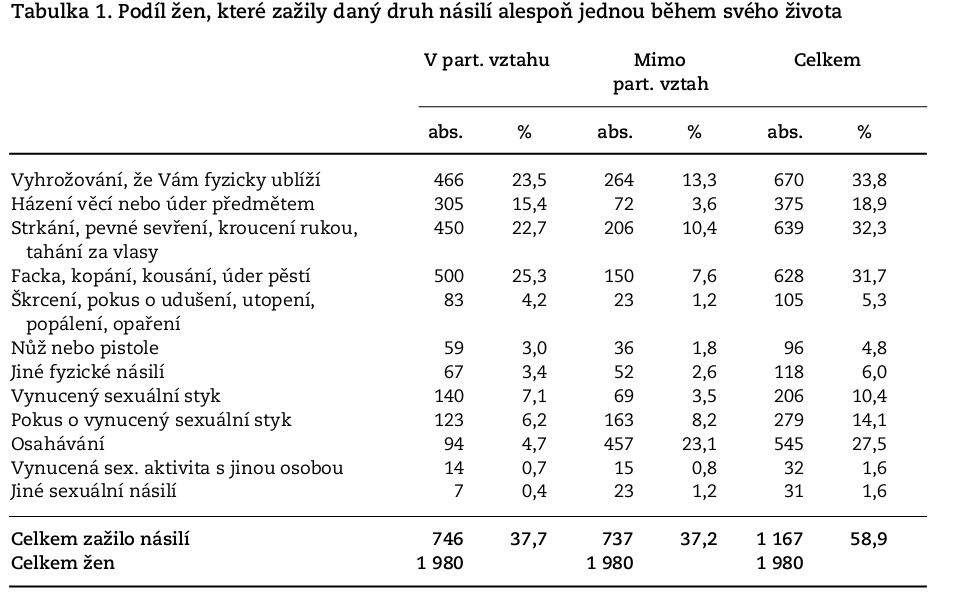 Tabulka 1. Podíl žen, které zažily daný druh násilí alespoň jednou během svého života
V part. vztahu Mimo Celkem
part. vztah
abs. % abs. % abs. %
Vyhrožování, že Vám fyzicky ublíží 466 23,5 264 13,3 670 33,8
Házení věcí nebo úder předmětem 305 15,4 72 3,6 375 18,9
Strkání, pevné sevření, kroucení rukou, 450 22,7 206 10,4 639 32,3
tahání za vlasy
Facka, kopání, kousání, úder pěstí 500 25,3 150 7,6 628 31,7
Škrcení, pokus o udušení, utopení, 83 4,2 23 1,2 105 5,3
popálení, opaření
Nůž nebo pistole 59 3,0 36 1,8 96 4,8
Jiné fyzické násilí 67 3,4 52 2,6 118 6,0
Vynucený sexuální styk 140 7,1 69 3,5 206 10,4
Pokus o vynucený sexuální styk 123 6,2 163 8,2 279 14,1
Osahávání 94 4,7 457 23,1 545 27,5
Vynucená sex. aktivita s jinou osobou 14 0,7 15 0,8 32 1,6
Jiné sexuální násilí 7 0,4 23 1,2 31 1,6
Celkem zažilo násilí 746 37,7 737 37,2 1 167 58,9
Celkem žen 1 980 1 980 1 980